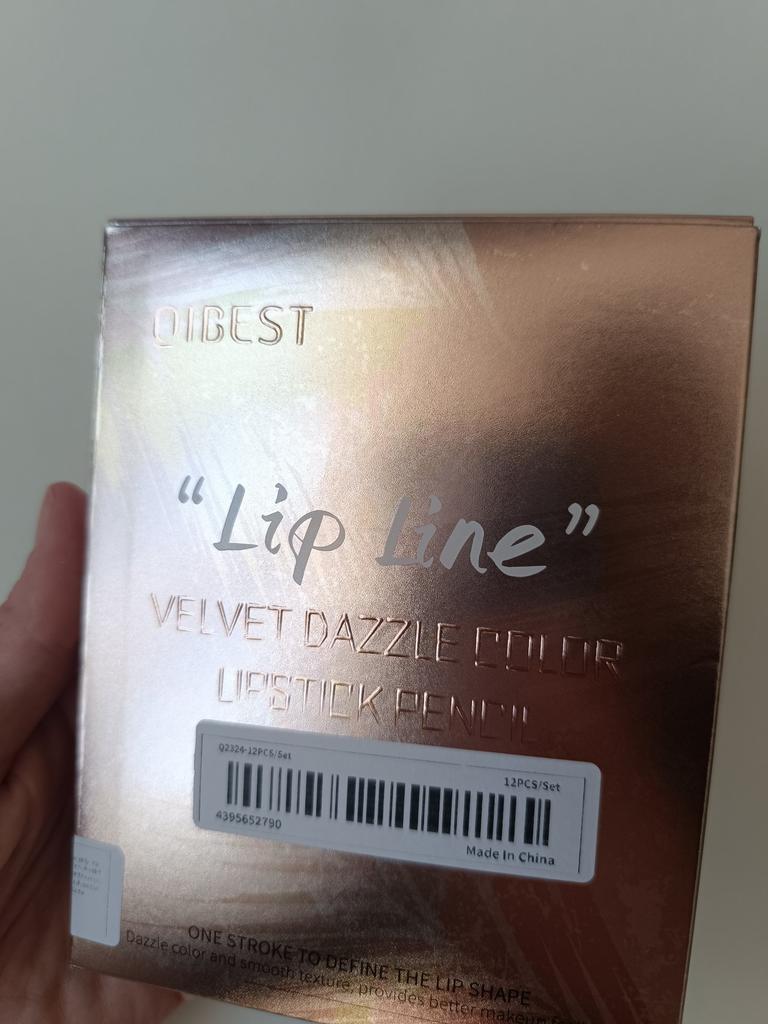 QIBEST
“Lip Line”
VELVET DAZZLE COLOR
LIPSTICK PENCIL
Q2324-12PCS/Set
12PCS/Set
4395652790
Made In China
ONE STROKE TO DEFINE THE LIP SHAPE
Dazzle color and smooth texture, provides better makeup